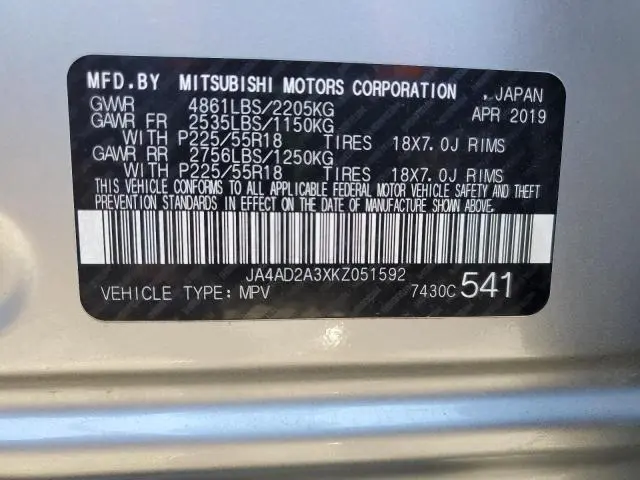 MFD.BY MITSUBISHI MOTORS CORPORATION . JAPAN
GVWR 4861LBS/2205KG APR 2019
GAWR FR 2535LBS/1150KG
WITH P225/55R18 TIRES 18X7.0J RIMS
GAWR RR 2756LBS/1250KG
WITH P225/55R18 TIRES 18X7.0J RIMS
THIS VEHICLE CONFORMS TO ALL APPLICABLE FEDERAL MOTOR VEHICLE SAFETY AND THEFT
PREVENTION STANDARDS IN EFFECT ON THE DATE OF MANUFACTURE SHOWN ABOVE.
JA4AD2A3XKZ051592
VEHICLE TYPE: MPV 7430C 541